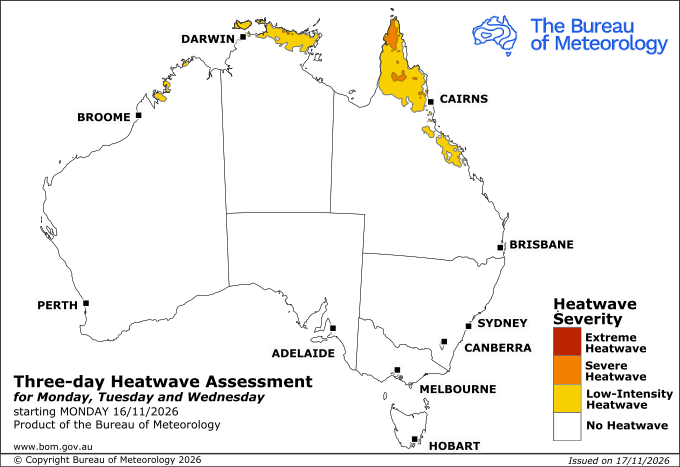 The Bureau
of Meteorology
DARWIN
BROOME
CAIRNS
BRISBANE
PERTH
ADELAIDE
SYDNEY
CANBERRA
MELBOURNE
HOBART
Heatwave
Severity
Extreme
Heatwave
Severe
Heatwave
Low-Intensity
Heatwave
No Heatwave
Three-day Heatwave Assessment
for Monday, Tuesday and Wednesday
starting MONDAY 16/11/2026
Product of the Bureau of Meteorology
www.bom.gov.au
© Copyright Bureau of Meteorology 2026
Issued on 17/11/2026